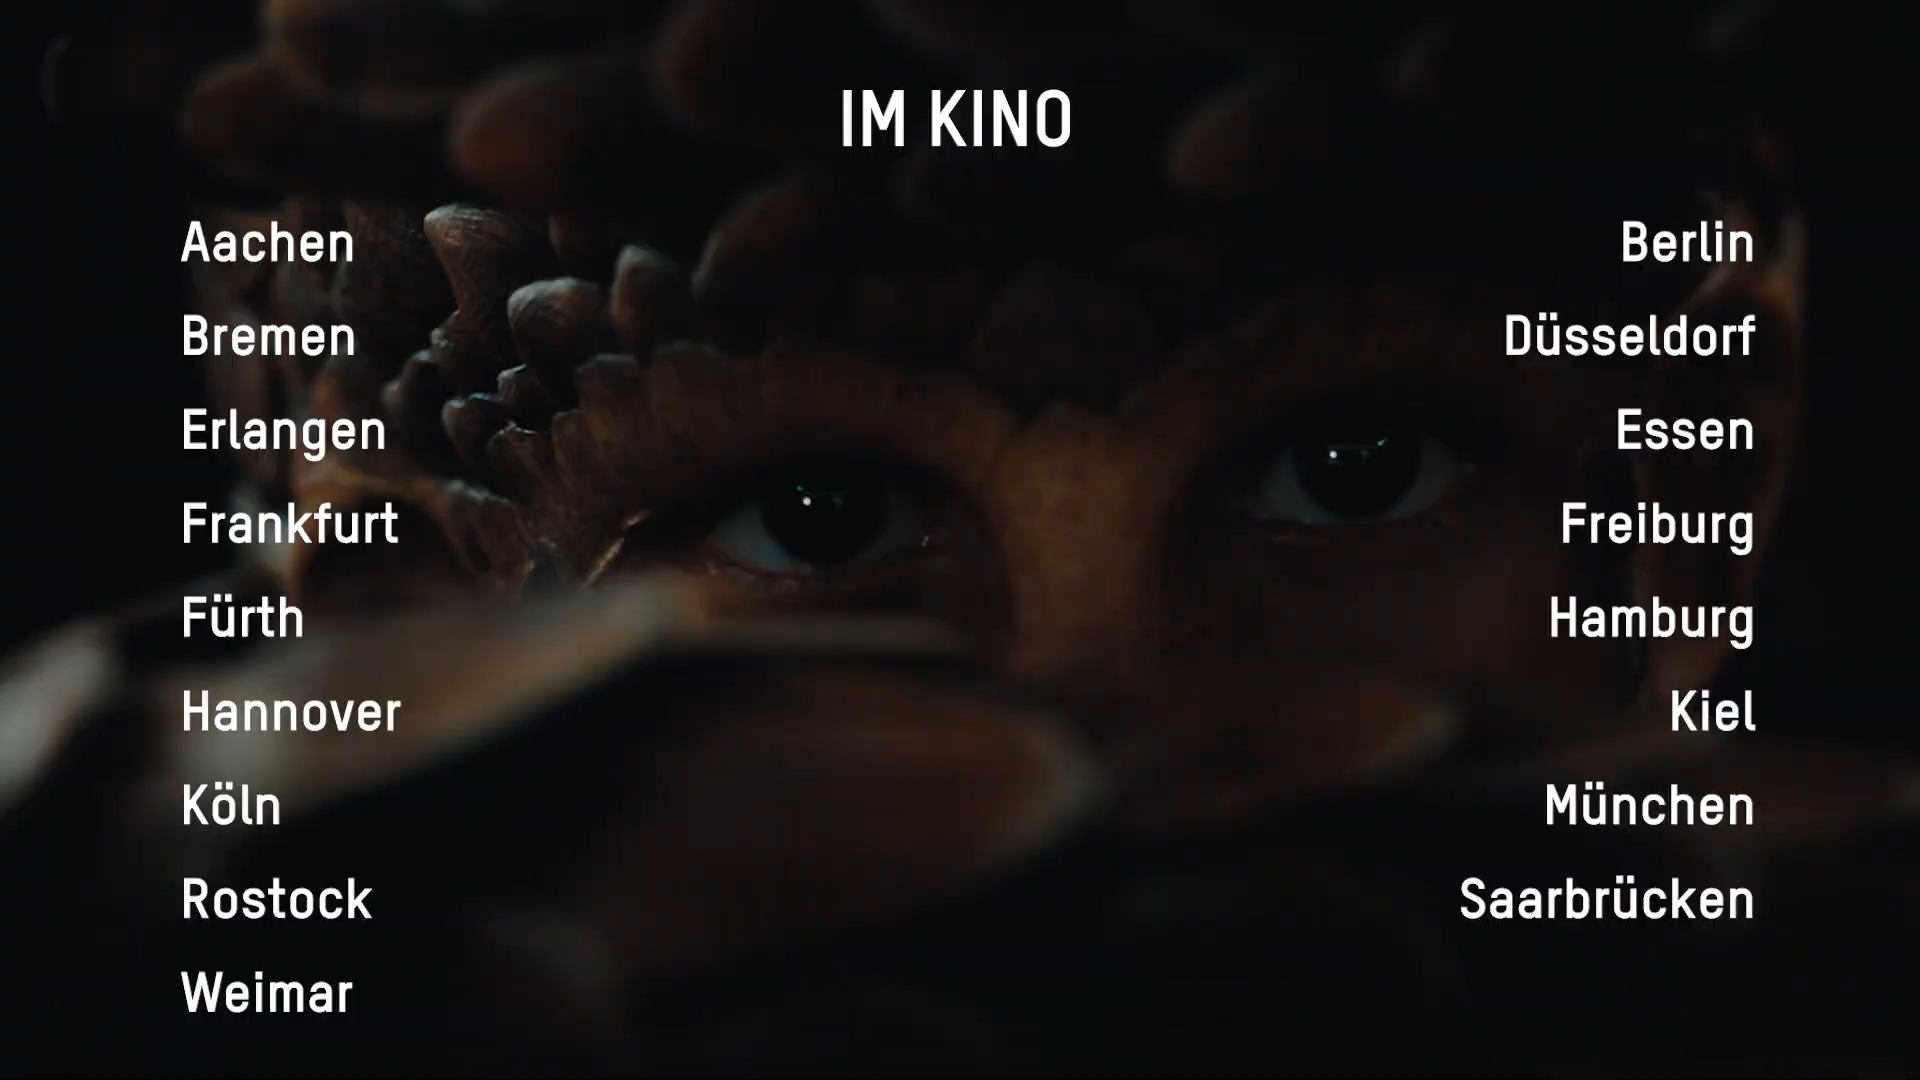 IM KINO
Aachen
Berlin
Bremen
Düsseldorf
Erlangen
Essen
Frankfurt
Freiburg
Fürth
Hamburg
Hannover
Kiel
Köln
München
Rostock
Saarbrücken
Weimar